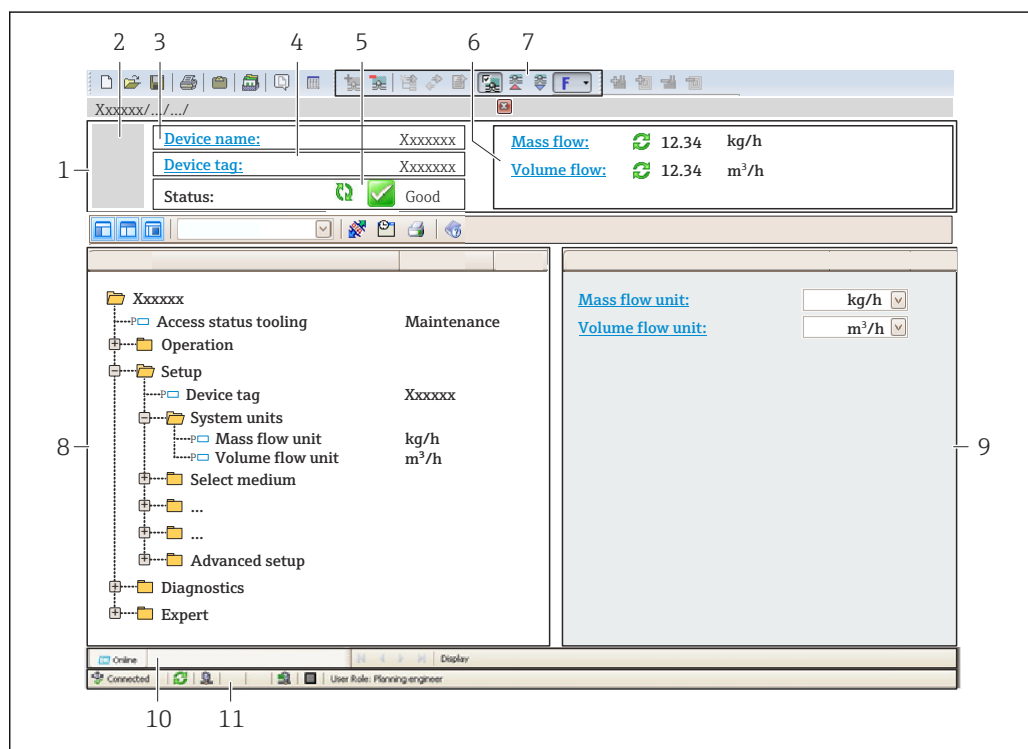 2 3 4 5 6 7
F
Xxxxxx/.../.../
1
Device name: Xxxxxxx
Device tag: Xxxxxxx
Status: Good
Mass flow: 12.34 kg/h
Volume flow: 12.34 m³/h
Xxxxxx
P Access status tooling Maintenance
Operation
Setup
P Device tag Xxxxxx
System units
P Mass flow unit kg/h
P Volume flow unit m³/h
Select medium
...
...
Advanced setup
Diagnostics
Expert
8
Mass flow unit: kg/h
Volume flow unit: m³/h
9
Online Display
Connected User Role: Planning engineer
10 11